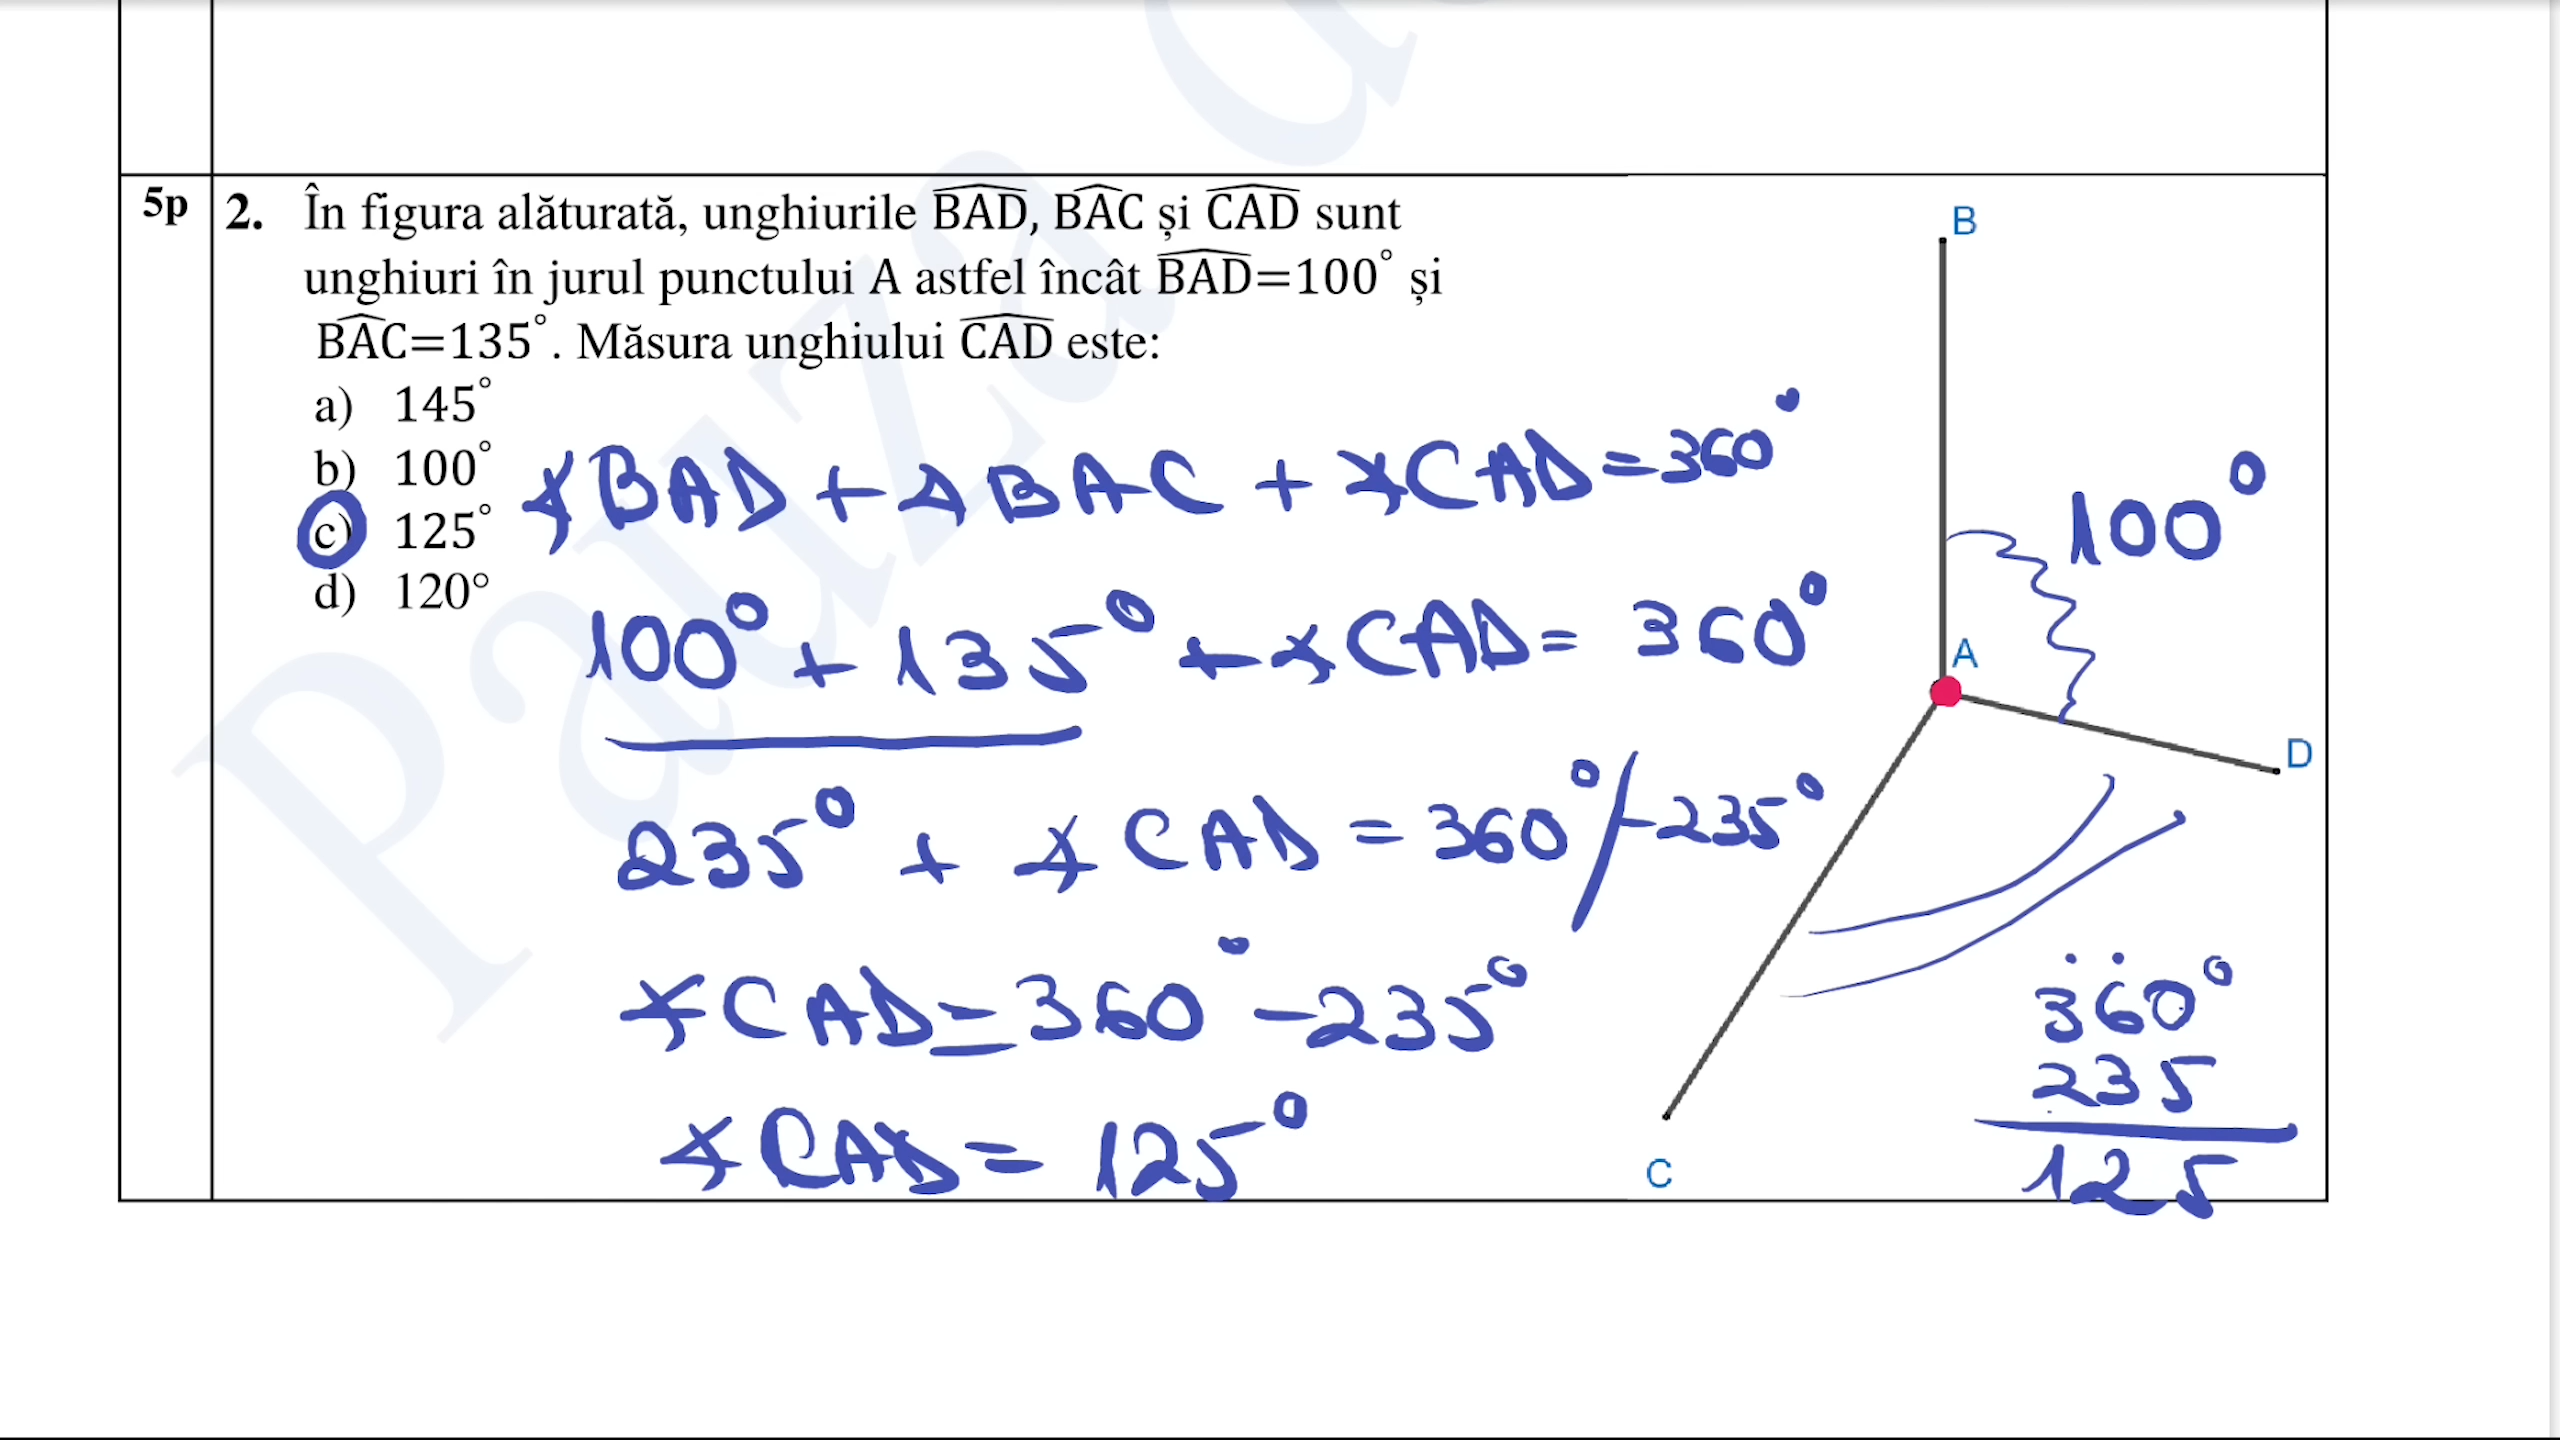 5p
2. În figura alăturată, unghiurile BAD, BAC și CAD sunt
unghiuri în jurul punctului A astfel încât BAD=100° și
BAC=135°. Măsura unghiului CAD este:
a) 145°
b) 100°
c) 125°
d) 120°
∢BAD + ∢BAC + ∢CAD = 360°
100° + 135° + ∢CAD = 360°
235° + ∢CAD = 360° / -235°
∢CAD = 360° - 235°
∢CAD = 125°
B
100°
A
D
C
360°
235
125
Pauza d